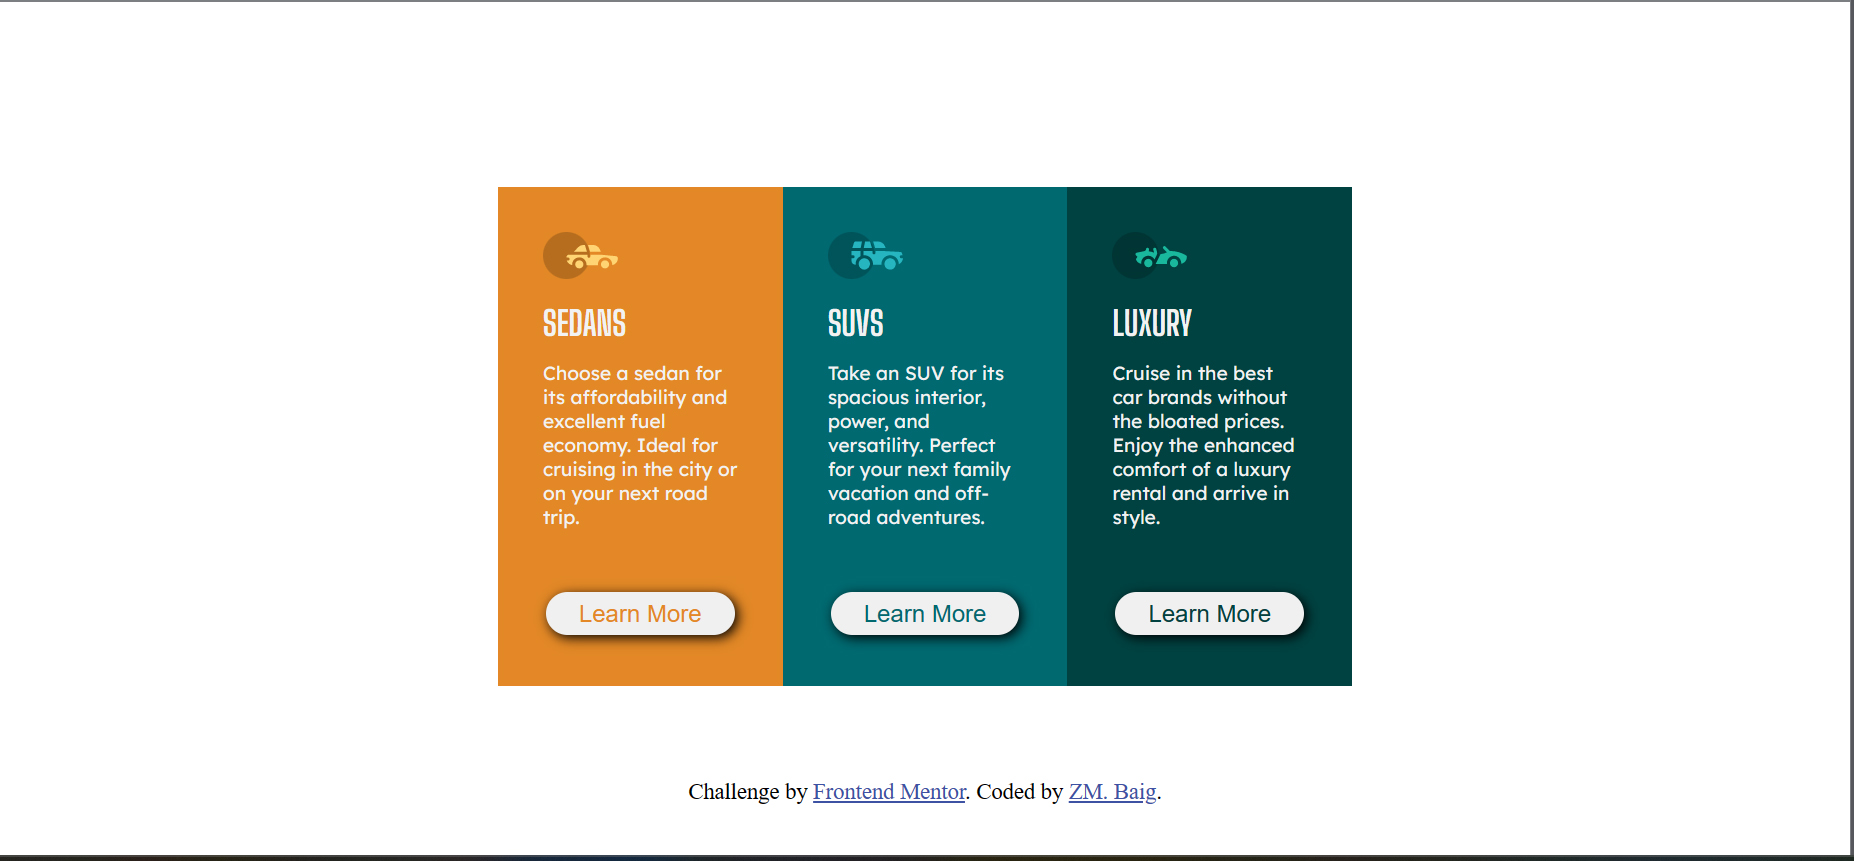 SEDANS
Choose a sedan for
its affordability and
excellent fuel
economy. Ideal for
cruising in the city or
on your next road
trip.
Learn More
SUVS
Take an SUV for its
spacious interior,
power, and
versatility. Perfect
for your next family
vacation and off-
road adventures.
Learn More
LUXURY
Cruise in the best
car brands without
the bloated prices.
Enjoy the enhanced
comfort of a luxury
rental and arrive in
style.
Learn More
Challenge by Frontend Mentor. Coded by ZM. Baig.